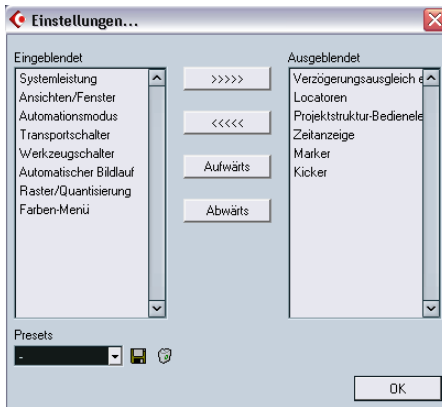 Einstellungen...
Eingeblendet
Systemleistung
Ansichten/Fenster
Automationsmodus
Transportschalter
Werkzeugschalter
Automatischer Bildlauf
Raster/Quantisierung
Farben-Menü
>>>>>
<<<<<
Aufwärts
Abwärts
Ausgeblendet
Verzögerungsausgleich e
Locatoren
Projektstruktur-Bedienele
Zeitanzeige
Marker
Kicker
Presets
-
OK